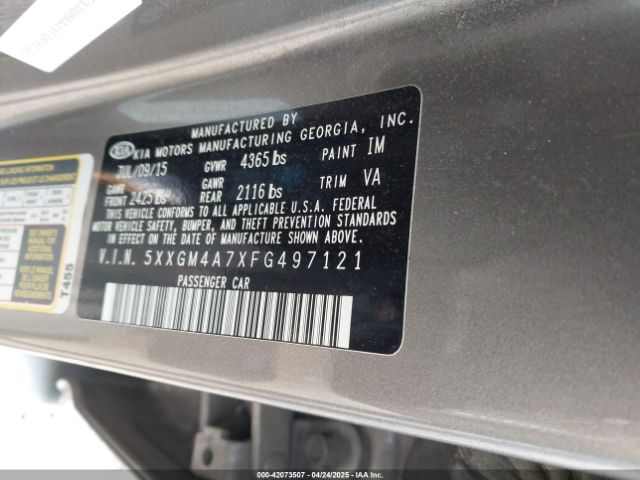 MANUFACTURED BY
KIA KIA MOTORS MANUFACTURING GEORGIA, INC.
JUL/09/15 GVWR 4365 lbs PAINT IM
GAWR FRONT 2425 lbs GAWR REAR 2116 lbs TRIM VA
THIS VEHICLE CONFORMS TO ALL APPLICABLE U.S.A. FEDERAL
MOTOR VEHICLE SAFETY, BUMPER, AND THEFT PREVENTION STANDARDS
IN EFFECT ON THE DATE OF MANUFACTURE SHOWN ABOVE.
V.I.N. 5XXGM4A7XFG497121
PASSENGER CAR
T455
000-42073507 - 04/24/2025 - IAAI.COM